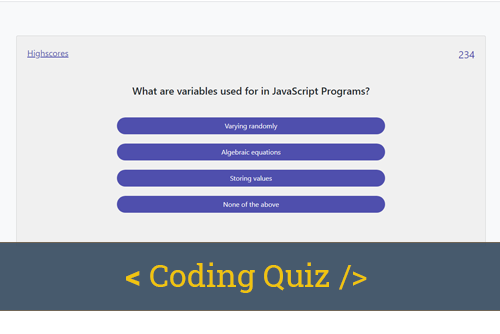 Highscores
234
What are variables used for in JavaScript Programs?
Varying randomly
Algebraic equations
Storing values
None of the above
< Coding Quiz />